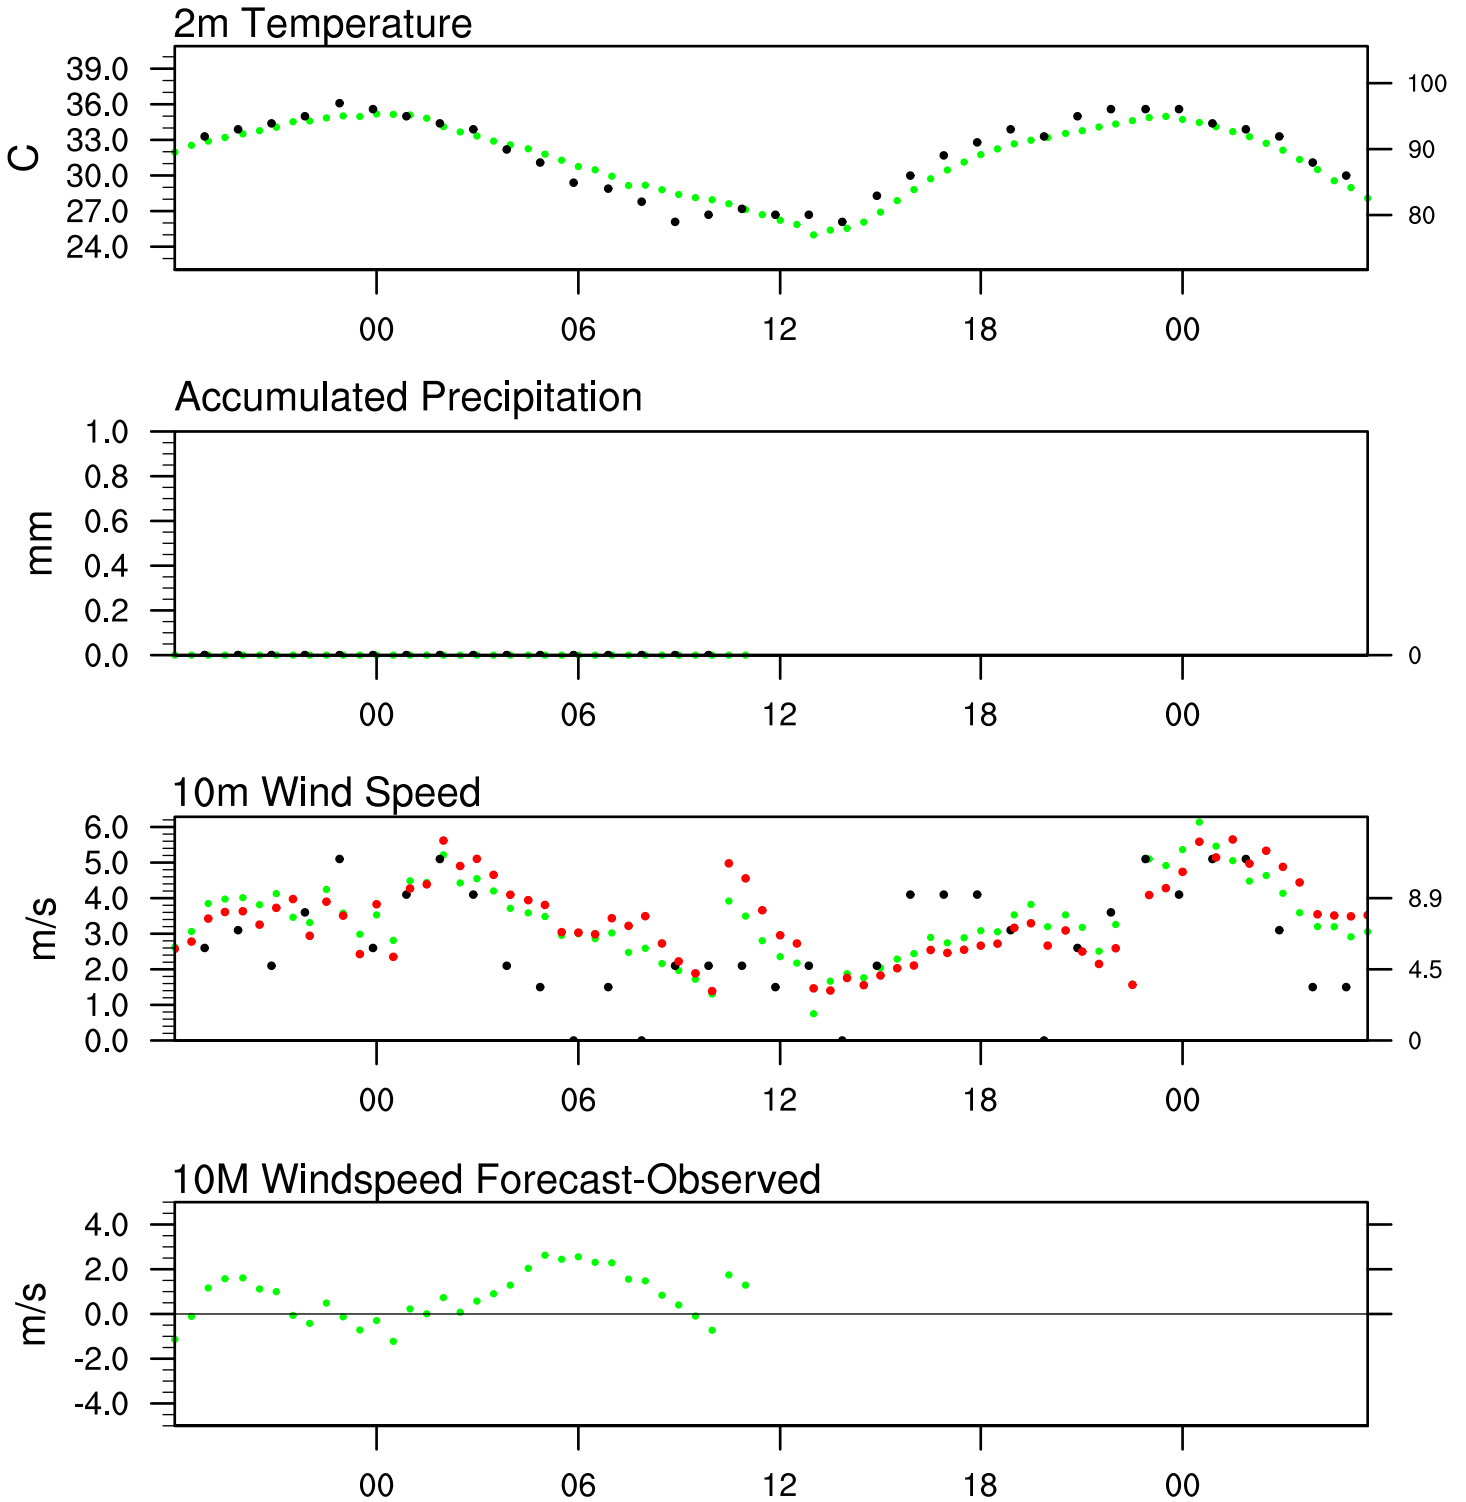 2m Temperature
39.0
36.0
33.0
30.0
27.0
24.0
C
100
90
80
00 06 12 18 00
Accumulated Precipitation
1.0
0.8
0.6
0.4
0.2
0.0
mm
0
00 06 12 18 00
10m Wind Speed
6.0
5.0
4.0
3.0
2.0
1.0
0.0
m/s
8.9
4.5
0
00 06 12 18 00
10M Windspeed Forecast-Observed
4.0
2.0
0.0
-2.0
-4.0
m/s
00 06 12 18 00